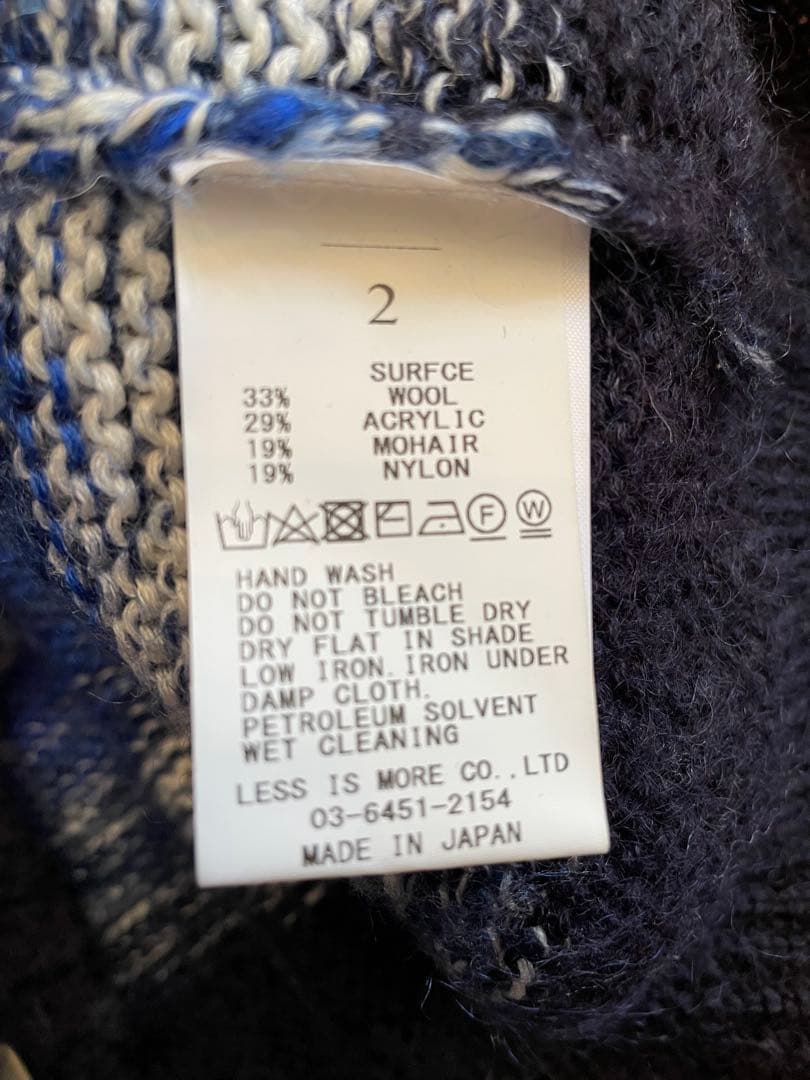 2
SURFCE
33% WOOL
29% ACRYLIC
19% MOHAIR
19% NYLON
F W
HAND WASH
DO NOT BLEACH
DO NOT TUMBLE DRY
DRY FLAT IN SHADE
LOW IRON.IRON UNDER
DAMP CLOTH.
PETROLEUM SOLVENT
WET CLEANING
LESS IS MORE CO.,LTD
03-6451-2154
MADE IN JAPAN